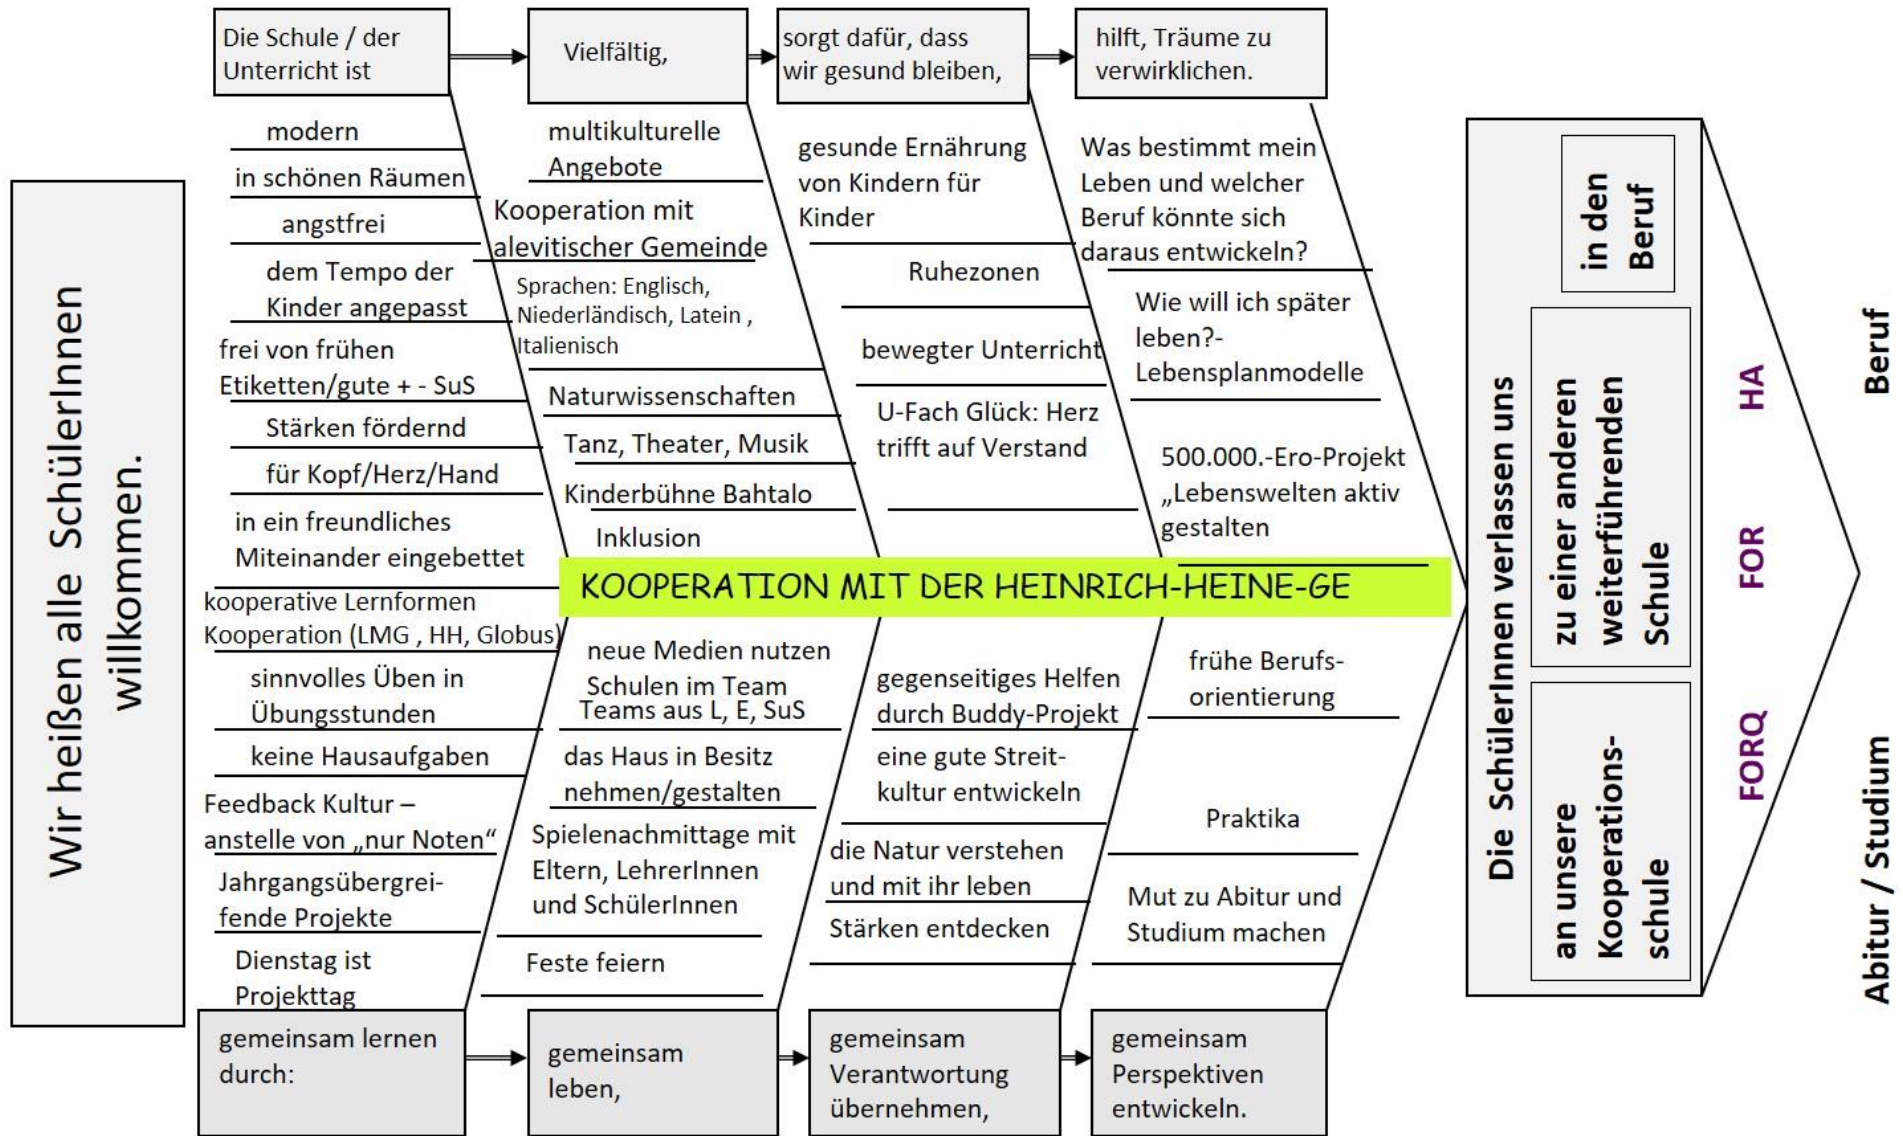 Wir heißen alle SchülerInnen
willkommen.
Die Schule / der
Unterricht ist
modern
in schönen Räumen
angstfrei
dem Tempo der
Kinder angepasst
frei von frühen
Etiketten/gute + - SuS
Stärken fördernd
für Kopf/Herz/Hand
in ein freundliches
Miteinander eingebettet
Vielfältig,
multikulturelle
Angebote
Kooperation mit
alevitischer Gemeinde
Sprachen: Englisch,
Niederländisch, Latein ,
Italienisch
Naturwissenschaften
Tanz, Theater, Musik
Kinderbühne Bahtalo
Inklusion
sorgt dafür, dass
wir gesund bleiben,
gesunde Ernährung
von Kindern für
Kinder
Ruhezonen
bewegter Unterricht
U-Fach Glück: Herz
trifft auf Verstand
hilft, Träume zu
verwirklichen.
Was bestimmt mein
Leben und welcher
Beruf könnte sich
daraus entwickeln?
Wie will ich später
leben?-
Lebensplanmodelle
500.000.-Ero-Projekt
„Lebenswelten aktiv
gestalten
KOOPERATION MIT DER HEINRICH-HEINE-GE
kooperative Lernformen
Kooperation (LMG , HH, Globus)
sinnvolles Üben in
Übungsstunden
keine Hausaufgaben
Feedback Kultur –
anstelle von „nur Noten“
Jahrgangsübergrei-
fende Projekte
Dienstag ist
Projekttag
gemeinsam lernen
durch:
neue Medien nutzen
Schulen im Team
Teams aus L, E, SuS
das Haus in Besitz
nehmen/gestalten
Spielenachmittage mit
Eltern, LehrerInnen
und SchülerInnen
Feste feiern
gemeinsam
leben,
gegenseitiges Helfen
durch Buddy-Projekt
eine gute Streit-
kultur entwickeln
die Natur verstehen
und mit ihr leben
Stärken entdecken
gemeinsam
Verantwortung
übernehmen,
frühe Berufs-
orientierung
Praktika
Mut zu Abitur und
Studium machen
gemeinsam
Perspektiven
entwickeln.
Die SchülerInnen verlassen uns
in den
Beruf
zu einer anderen
weiterführenden
Schule
an unsere
Kooperations-
schule
HA
FOR
FORQ
Beruf
Abitur / Studium